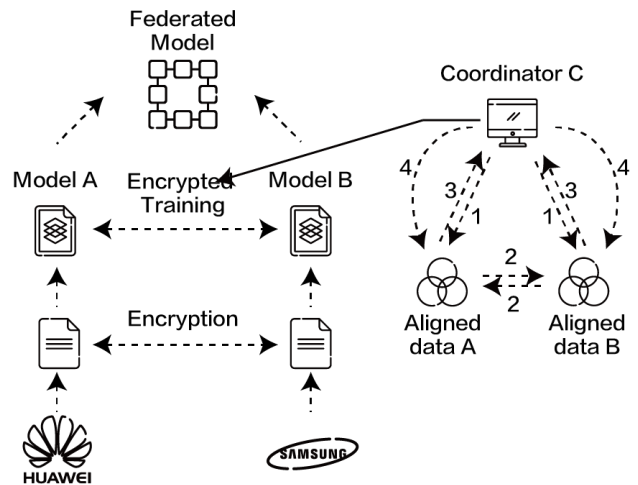 Federated
Model
Coordinator C
Model A
Encrypted
Training
Model B
4
3
1
3
1
4
2
2
Encryption
Aligned
data A
Aligned
data B
HUAWEI
SAMSUNG